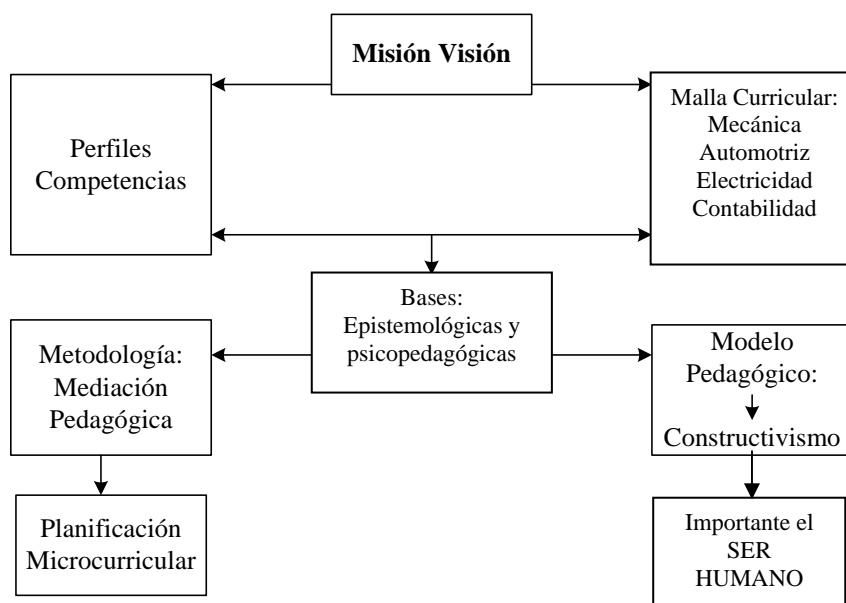 Misión Visión
Perfiles
Competencias
Malla Curricular:
Mecánica
Automotriz
Electricidad
Contabilidad
Bases:
Epistemológicas y
psicopedagógicas
Metodología:
Mediación
Pedagógica
Modelo
Pedagógico:
Constructivismo
Planificación
Microcurricular
Importante el
SER
HUMANO